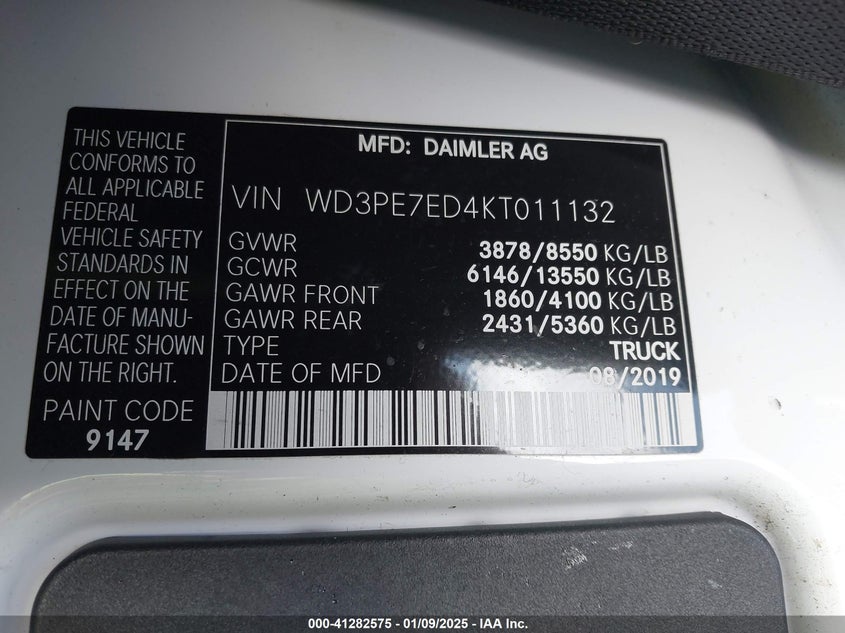 THIS VEHICLE
CONFORMS TO
ALL APPLICABLE
FEDERAL
VEHICLE SAFETY
STANDARDS IN
EFFECT ON THE
DATE OF MANU-
FACTURE SHOWN
ON THE RIGHT.
PAINT CODE
9147
MFD: DAIMLER AG
VIN WD3PE7ED4KT011132
GVWR 3878/8550 KG/LB
GCWR 6146/13550 KG/LB
GAWR FRONT 1860/4100 KG/LB
GAWR REAR 2431/5360 KG/LB
TYPE TRUCK
DATE OF MFD 08/2019
000-41282575 - 01/09/2025 - IAA Inc.